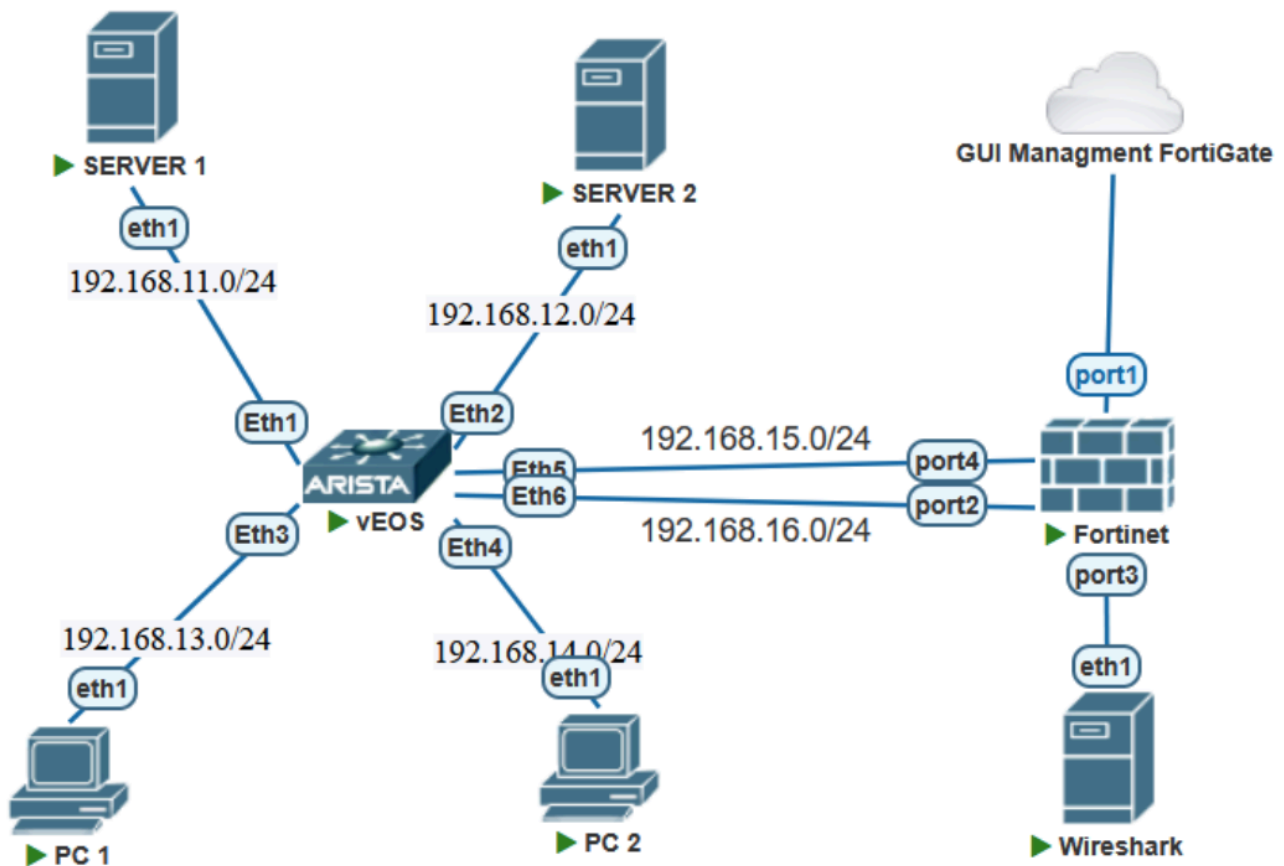 SERVER 1
eth1
192.168.11.0/24
SERVER 2
eth1
192.168.12.0/24
GUI Managment FortiGate
port1
Eth1
Eth2
ARISTA
vEOS
Eth5
192.168.15.0/24
port4
Eth6
192.168.16.0/24
port2
Fortinet
port3
Eth3
Eth4
192.168.13.0/24
eth1
192.168.14.0/24
eth1
eth1
PC 1
PC 2
Wireshark